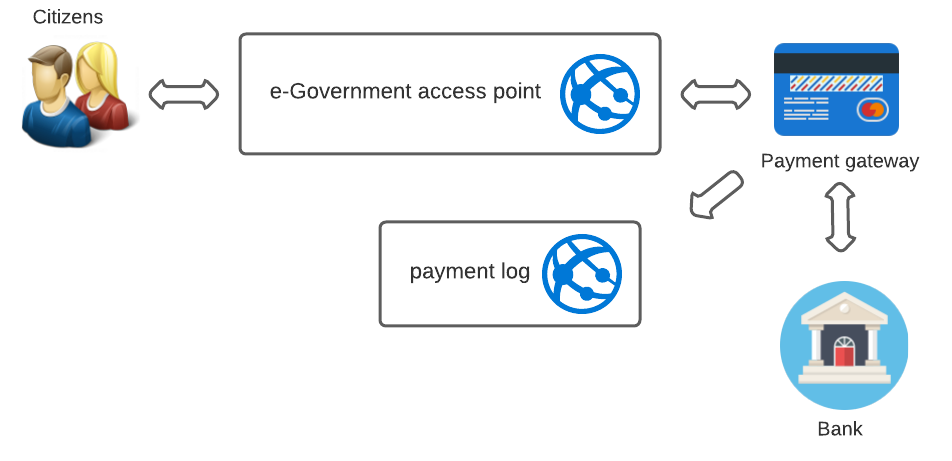 Citizens
e-Government access point
Payment gateway
payment log
Bank